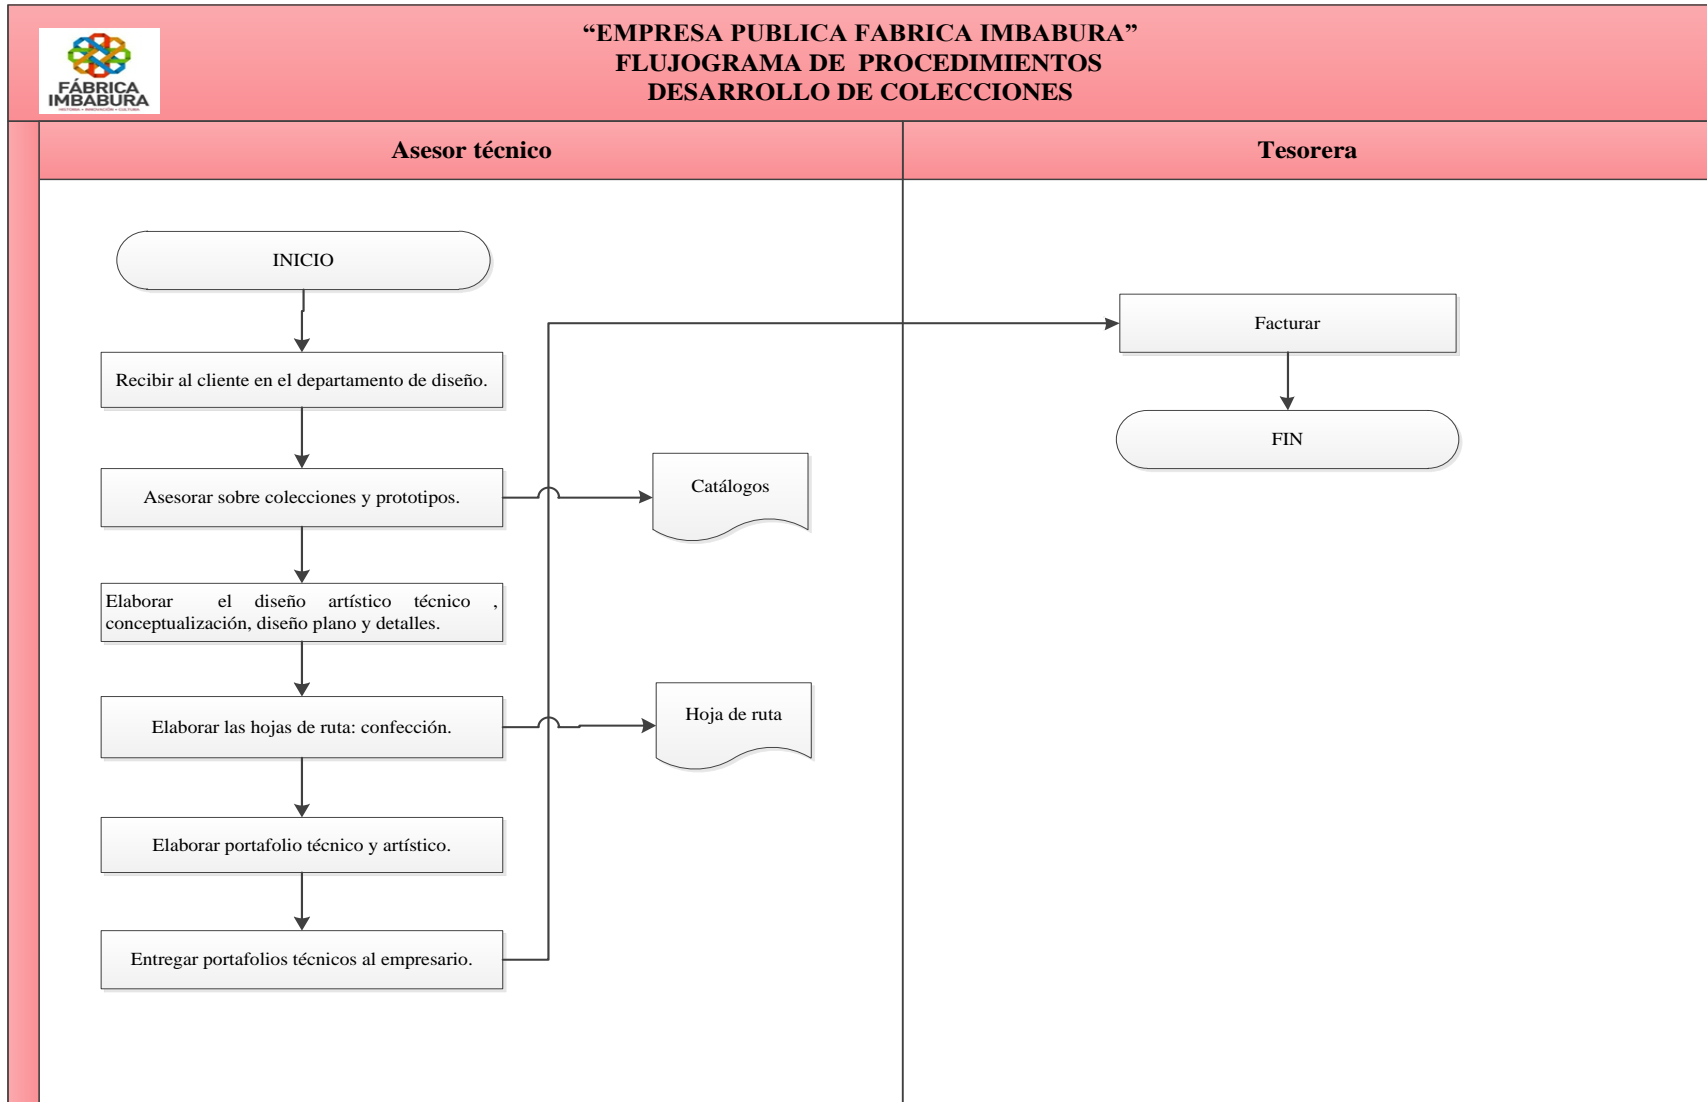 “EMPRESA PUBLICA FABRICA IMBABURA”
FLUJOGRAMA DE PROCEDIMIENTOS
DESARROLLO DE COLECCIONES
FÁBRICA
IMBABURA
HISTORIA • INNOVACIÓN • CULTURA
Asesor técnico
Tesorera
INICIO
Recibir al cliente en el departamento de diseño.
Asesorar sobre colecciones y prototipos.
Catálogos
Elaborar el diseño artístico técnico ,
conceptualización, diseño plano y detalles.
Elaborar las hojas de ruta: confección.
Hoja de ruta
Elaborar portafolio técnico y artístico.
Entregar portafolios técnicos al empresario.
Facturar
FIN